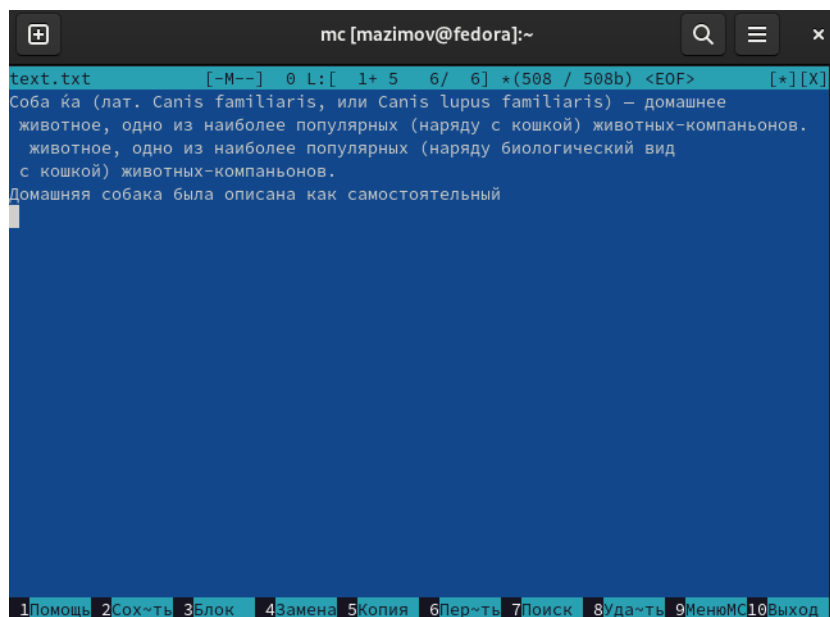 mc [mazimov@fedora]:~
text.txt [-M--] 0 L:[ 1+ 5 6/ 6] *(508 / 508b) <EOF> [*][X]
Соба ќа (лат. Canis familiaris, или Canis lupus familiaris) — домашнее
животное, одно из наиболее популярных (наряду с кошкой) животных-компаньонов.
животное, одно из наиболее популярных (наряду биологический вид
с кошкой) животных-компаньонов.
Домашняя собака была описана как самостоятельный
1Помощь 2Сох~ть 3Блок 4Замена 5Копия 6Пер~ть 7Поиск 8Уда~ть 9МенюMC 10Выход